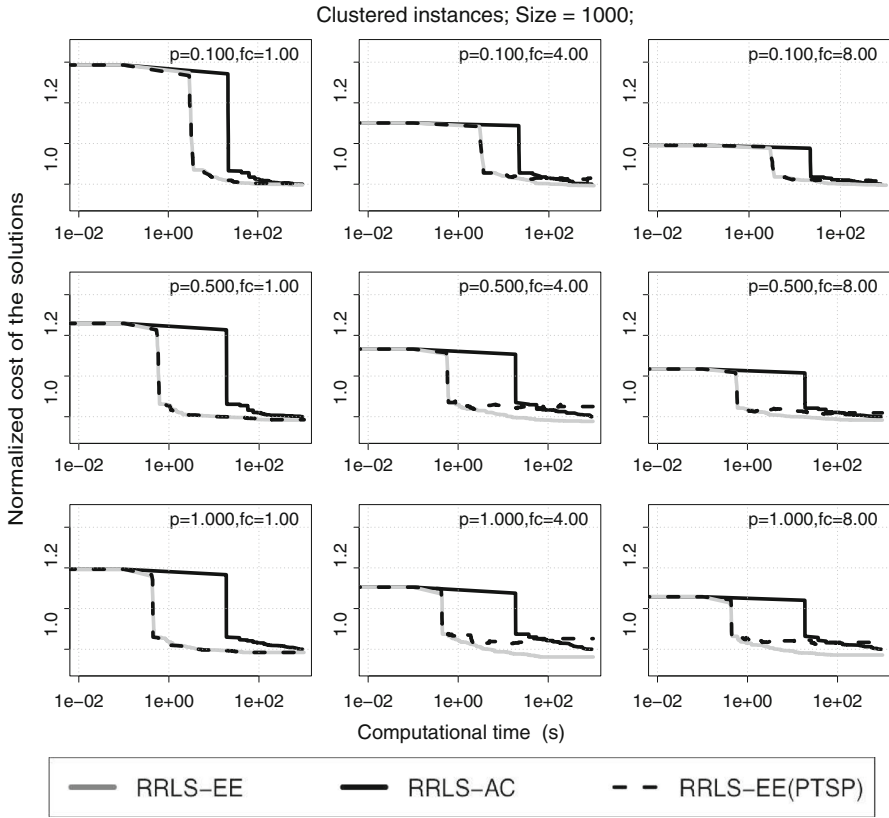 Clustered instances; Size = 1000;
Normalized cost of the solutions
p=0.100,fc=1.00
p=0.100,fc=4.00
p=0.100,fc=8.00
1.2
1.0
1.2
1.0
1.2
1.0
1e−02 1e+00 1e+02
1e−02 1e+00 1e+02
1e−02 1e+00 1e+02
p=0.500,fc=1.00
p=0.500,fc=4.00
p=0.500,fc=8.00
1.2
1.0
1.2
1.0
1.2
1.0
1e−02 1e+00 1e+02
1e−02 1e+00 1e+02
1e−02 1e+00 1e+02
p=1.000,fc=1.00
p=1.000,fc=4.00
p=1.000,fc=8.00
1.2
1.0
1.2
1.0
1.2
1.0
1e−02 1e+00 1e+02
1e−02 1e+00 1e+02
1e−02 1e+00 1e+02
Computational time (s)
RRLS−EE
RRLS−AC
RRLS−EE(PTSP)